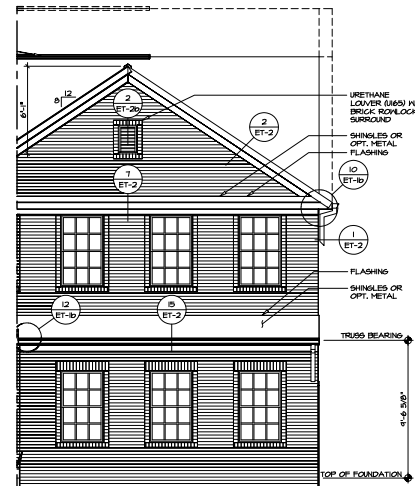 12
8
6'-1"
2
ET-2b
URETHANE
LOUVER (U165) W
BRICK ROWLOCK
SURROUND
2
ET-2
SHINGLES OR
OPT. METAL
FLASHING
7
ET-2
10
ET-1b
1
ET-2
FLASHING
SHINGLES OR
OPT. METAL
12
ET-1b
15
ET-2
TRUSS BEARING
9'-6 5/8"
TOP OF FOUNDATION